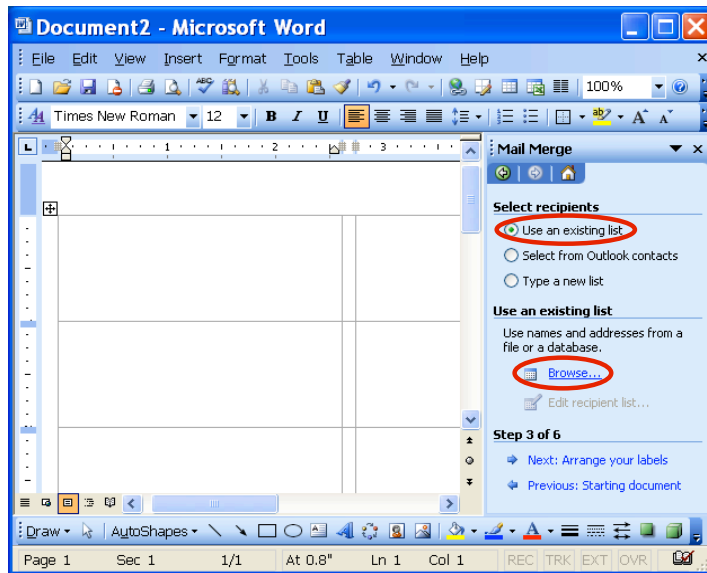 Document2 - Microsoft Word
File Edit View Insert Format Tools Table Window Help
100%
Times New Roman 12 B I U A A
L 1 2 3
Mail Merge
Select recipients
Use an existing list
Select from Outlook contacts
Type a new list
Use an existing list
Use names and addresses from a
file or a database.
Browse...
Edit recipient list...
Step 3 of 6
Next: Arrange your labels
Previous: Starting document
Draw AutoShapes A
Page 1 Sec 1 1/1 At 0.8" Ln 1 Col 1 REC TRK EXT OVR